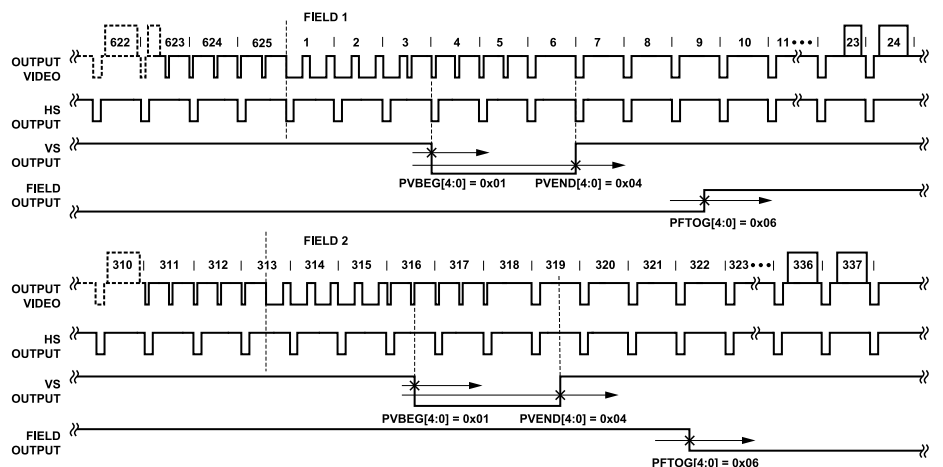 FIELD 1
622 623 624 625 1 2 3 4 5 6 7 8 9 10 11 ••• 23 24
OUTPUT
VIDEO
HS
OUTPUT
VS
OUTPUT
PVBEG[4:0] = 0x01 PVEND[4:0] = 0x04
FIELD
OUTPUT
PFTOG[4:0] = 0x06
FIELD 2
310 311 312 313 314 315 316 317 318 319 320 321 322 323 ••• 336 337
OUTPUT
VIDEO
HS
OUTPUT
VS
OUTPUT
PVBEG[4:0] = 0x01 PVEND[4:0] = 0x04
FIELD
OUTPUT
PFTOG[4:0] = 0x06